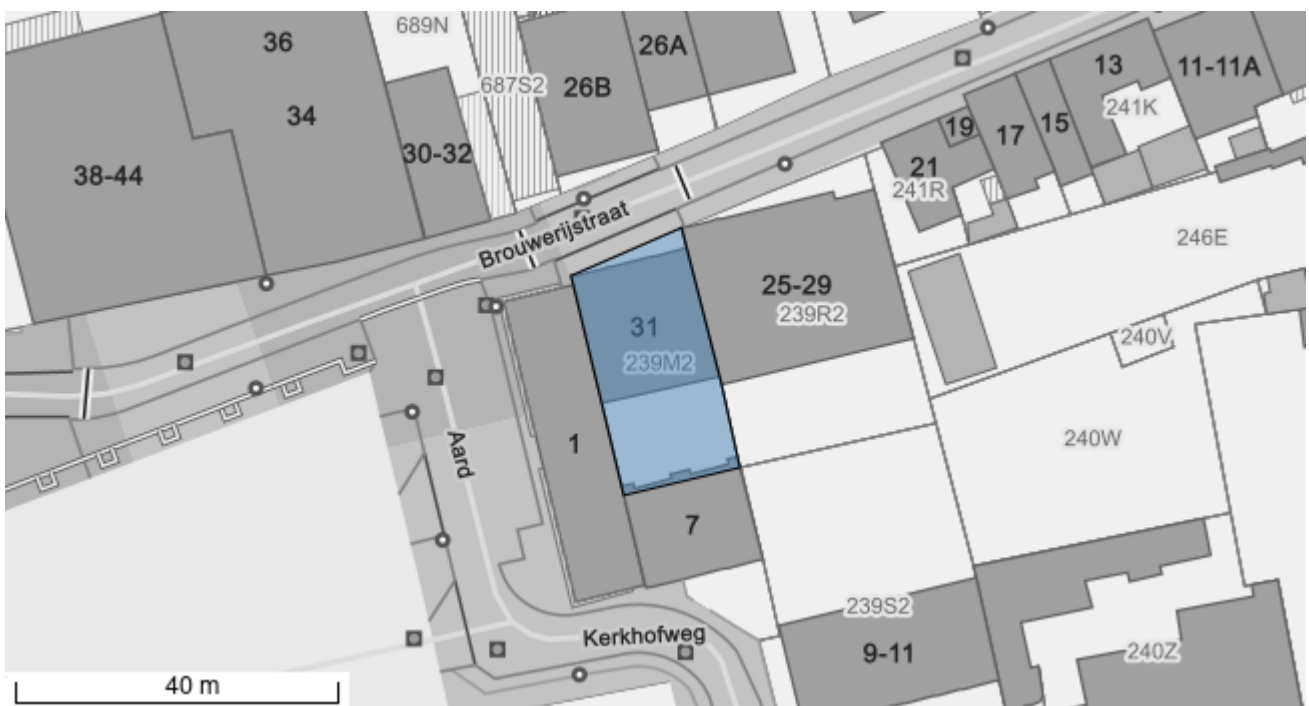 689N
36
26A
13
11-11A
687S2
26B
34
241K
30-32
19
17
15
38-44
21
241R
Brouwerijstraat
246E
25-29
239R2
31
240V
239M2
Aard
1
240W
7
239S2
Kerkhofweg
9-11
240Z
40 m